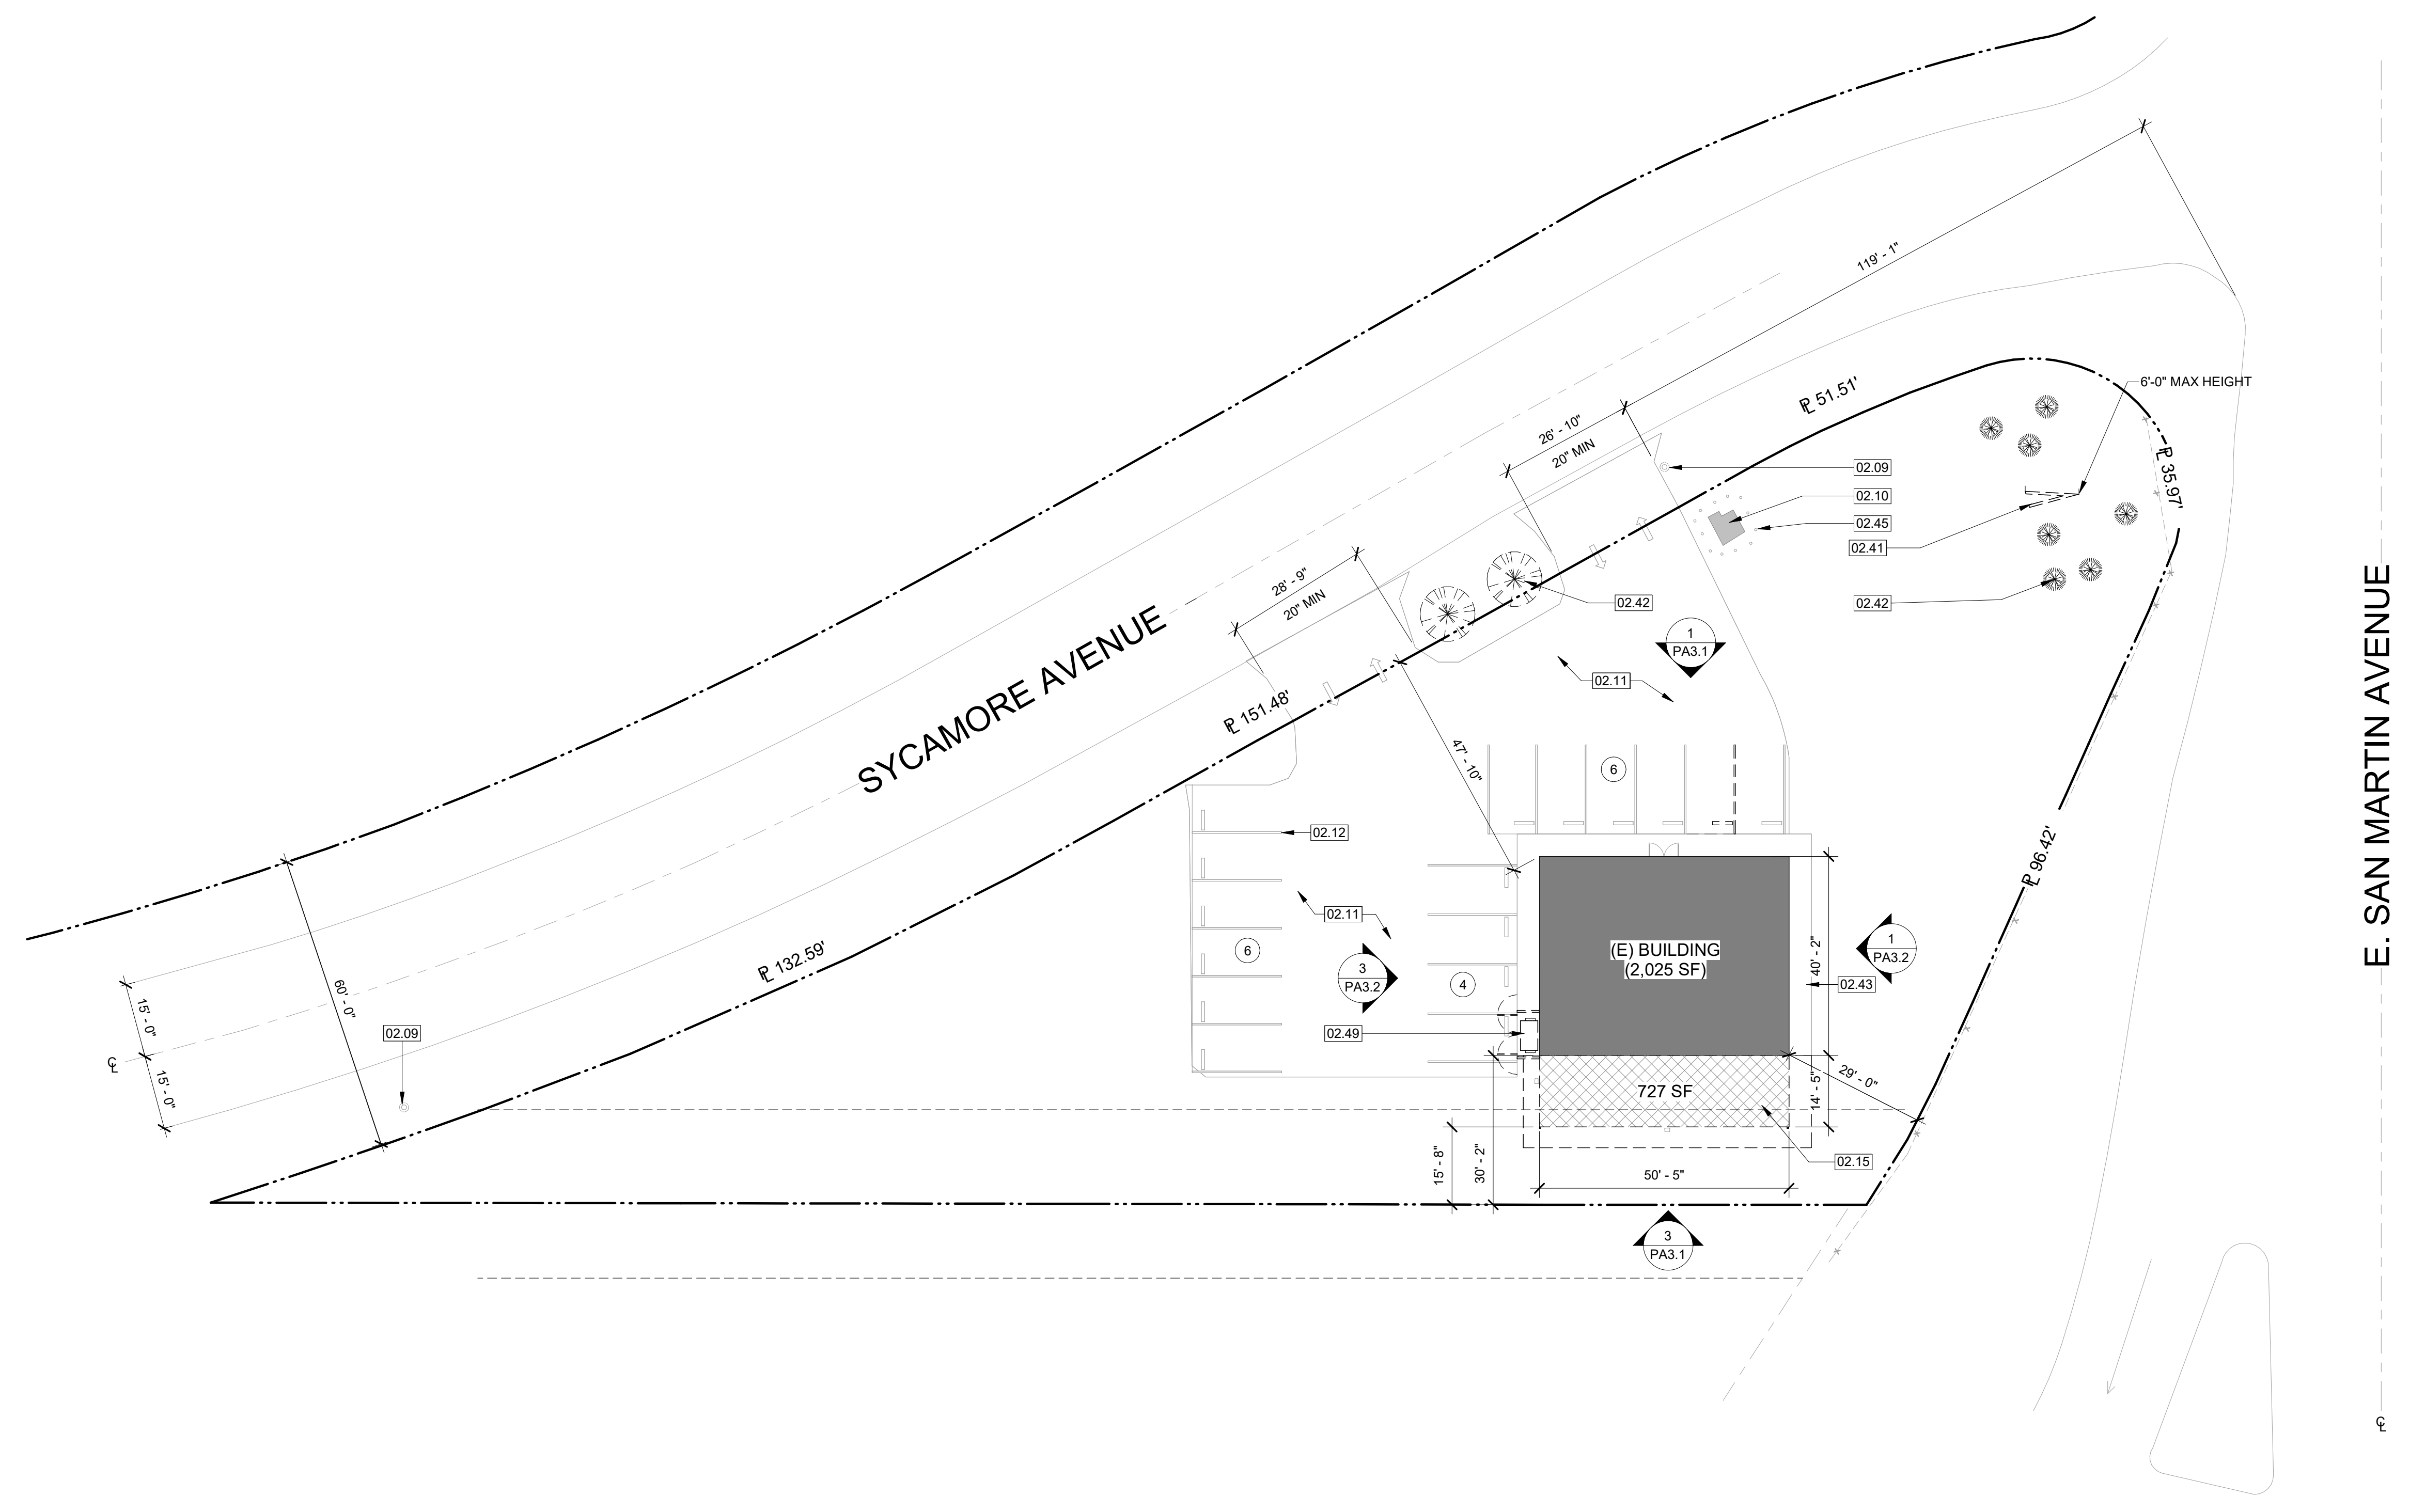 119' - 1"
6'-0" MAX HEIGHT
℄ 51.51'
26' - 10"
20" MIN
02.09
02.10
02.45
02.41
℄ 35.97'
28' - 9"
20" MIN
02.42
02.42
SYCAMORE AVENUE
1
PA3.1
02.11
℄ 151.48'
E. SAN MARTIN AVENUE
47' - 10"
6
02.12
℄ 96.42'
02.11
6
3
PA3.2
4
(E) BUILDING
(2,025 SF)
40' - 2"
1
PA3.2
02.43
℄ 132.59'
60' - 0"
15' - 0"
02.09
02.49
℄
15' - 0"
727 SF
14' - 5"
29' - 0"
15' - 8"
30' - 2"
50' - 5"
02.15
3
PA3.1
℄